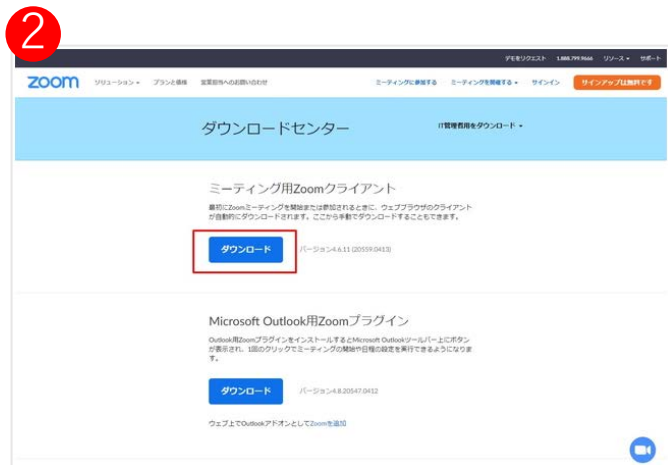 2
デモをリクエスト 1.888.799.9666 リソース サポート
zoom ソリューション プランと価格 営業担当へのお問い合わせ ミーティングに参加する ミーティングを開催する サインイン サインアップは無料です
ダウンロードセンター IT管理者用をダウンロード
ミーティング用Zoomクライアント
最初にZoomミーティングを開始または参加されるときに、ウェブブラウザのクライアント
が自動的にダウンロードされます。ここから手動でダウンロードすることもできます。
ダウンロード バージョン4.6.11 (20559.0413)
Microsoft Outlook用Zoomプラグイン
Outlook用ZoomプラグインをインストールするとMicrosoft Outlookツールバー上にボタン
が表示され、1回のクリックでミーティングの開始や日程の設定を実行できるようになりま
す。
ダウンロード バージョン4.8.20547.0412
ウェブ上でOutlookアドオンとしてZoomを追加